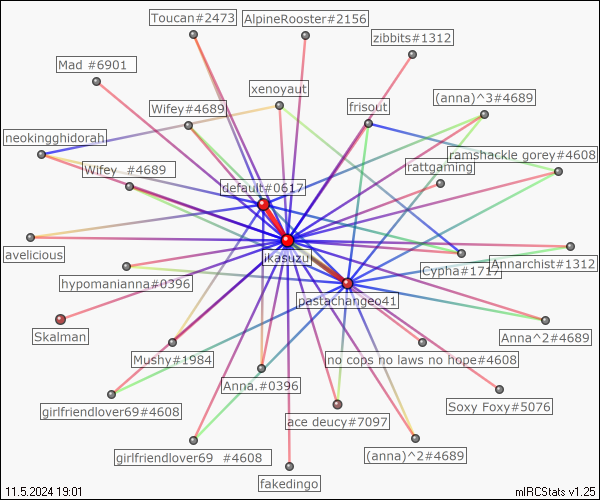 Toucan#2473
AlpineRooster#2156
zibbits#1312
Mad #6901
xenoyaut
(anna)^3#4689
Wifey#4689
frisout
neokingghidorah
ramshackle gorey#4608
Wifey #4689
rattgaming
default#0617
avelicious
ikasuzu
Cypha#1717
Annarchist#1312
hypomanianna#0396
pastachangeo41
Skalman
Anna^2#4689
Mushy#1984
no cops no laws no hope#4608
Anna.#0396
girlfriendlover69#4608
Soxy Foxy#5076
ace deucy#7097
girlfriendlover69 #4608
(anna)^2#4689
fakedingo
11.5.2024 19:01
mIRCStats v1.25